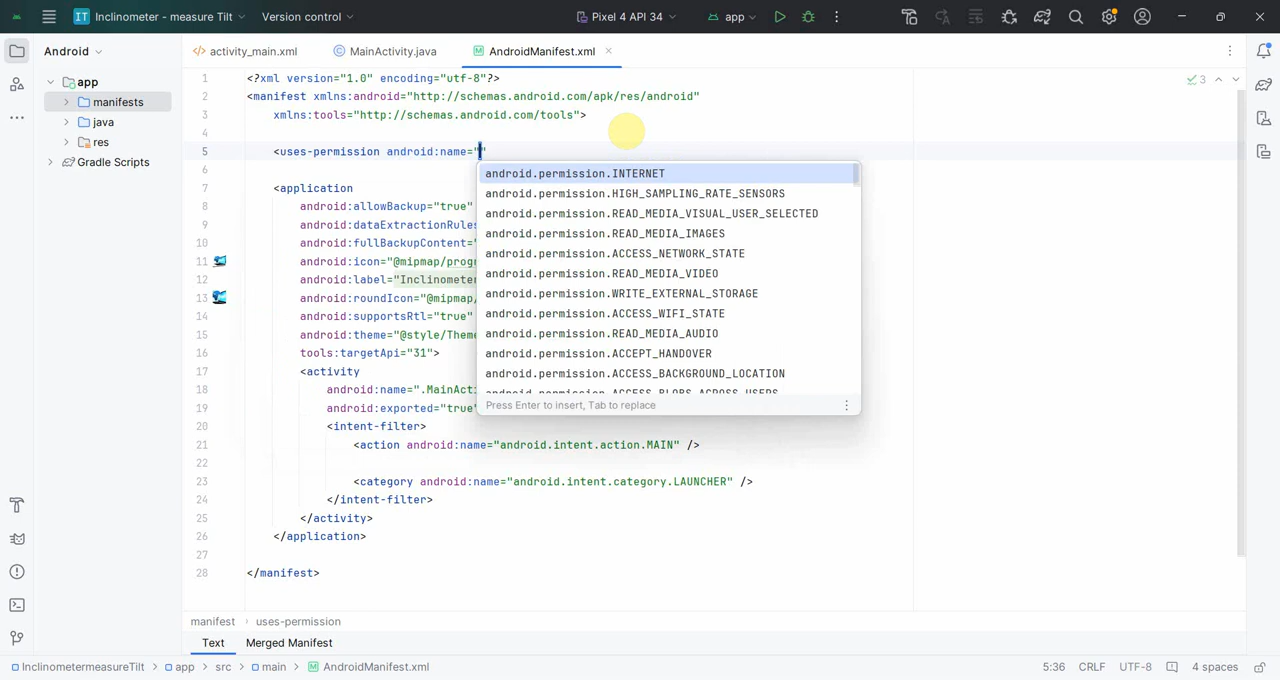 IT Inclinometer - measure Tilt Version control Pixel 4 API 34 app
Android
activity_main.xml MainActivity.java AndroidManifest.xml
app
manifests
java
res
Gradle Scripts
3
1 <?xml version="1.0" encoding="utf-8"?>
2 <manifest xmlns:android="http://schemas.android.com/apk/res/android"
3 xmlns:tools="http://schemas.android.com/tools">
4
5 <uses-permission android:name=""
6
7 <application
8 android:allowBackup="true"
9 android:dataExtractionRules
10 android:fullBackupContent="
11 android:icon="@mipmap/prog
12 android:label="Inclinometer
13 android:roundIcon="@mipmap/
14 android:supportsRtl="true"
15 android:theme="@style/Theme
16 tools:targetApi="31">
17 <activity
18 android:name=".MainActi
19 android:exported="true"
20 <intent-filter>
21 <action android:name="android.intent.action.MAIN" />
22
23 <category android:name="android.intent.category.LAUNCHER" />
24 </intent-filter>
25 </activity>
26 </application>
27
28 </manifest>
android.permission.INTERNET
android.permission.HIGH_SAMPLING_RATE_SENSORS
android.permission.READ_MEDIA_VISUAL_USER_SELECTED
android.permission.READ_MEDIA_IMAGES
android.permission.ACCESS_NETWORK_STATE
android.permission.READ_MEDIA_VIDEO
android.permission.WRITE_EXTERNAL_STORAGE
android.permission.ACCESS_WIFI_STATE
android.permission.READ_MEDIA_AUDIO
android.permission.ACCEPT_HANDOVER
android.permission.ACCESS_BACKGROUND_LOCATION
android.permission.ACCESS_BLOBS_ACROSS_USERS
Press Enter to insert, Tab to replace
manifest › uses-permission
Text Merged Manifest
InclinometermeasureTilt > app > src > main > AndroidManifest.xml 5:36 CRLF UTF-8 4 spaces